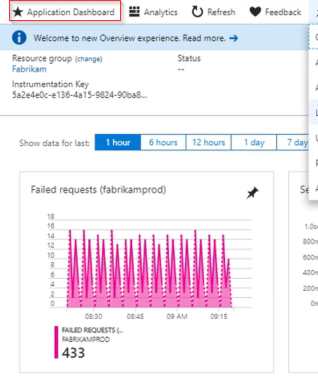 Application Dashboard Analytics Refresh Feedback
Welcome to new Overview experience. Read more. →
Resource group (change)
Fabrikam
Status
--
Instrumentation Key
5a2e4e0c-e136-4a15-9824-90ba8...
Show data for last: 1 hour 6 hours 12 hours 1 day 7 day
Failed requests (fabrikamprod)
18
16
14
12
10
8
6
4
2
0
08:30 08:45 09 AM 09:15
FAILED REQUESTS (...
FABRIKAMPROD
433
Se
1.0s
800m
600m
400m
200m
0m